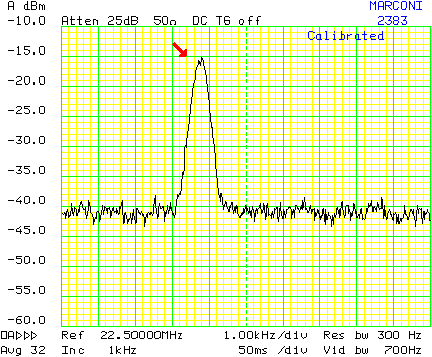 A dBm MARCONI
-10.0 Atten 25dB 50n DC T6 off 2383
Calibrated
-15.0
-20.0
-25.0
-30.0
-35.0
-40.0
-45.0
-50.0
-55.0
-60.0
Ref 22.50000MHz 1.00kHz/div Res bw 300 Hz
Avg 32 Inc 1kHz 50ms /div Vid bw 700Hz